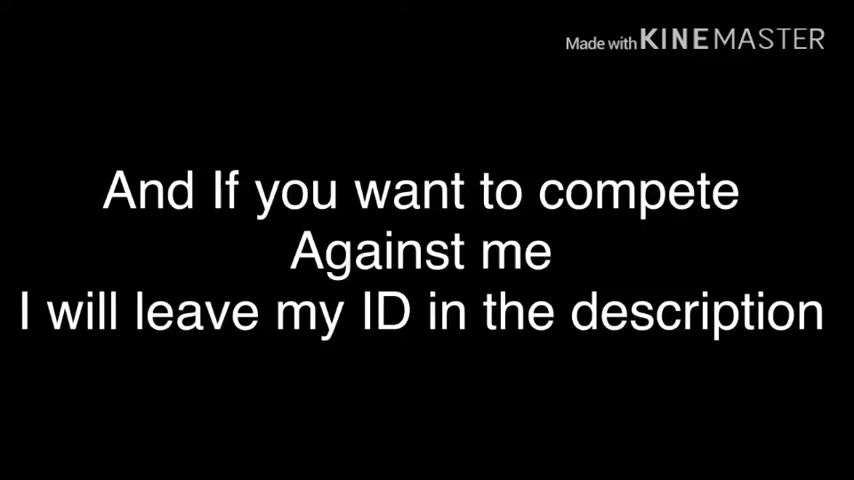 Made with KINEMASTER
And If you want to compete
Against me
I will leave my ID in the description